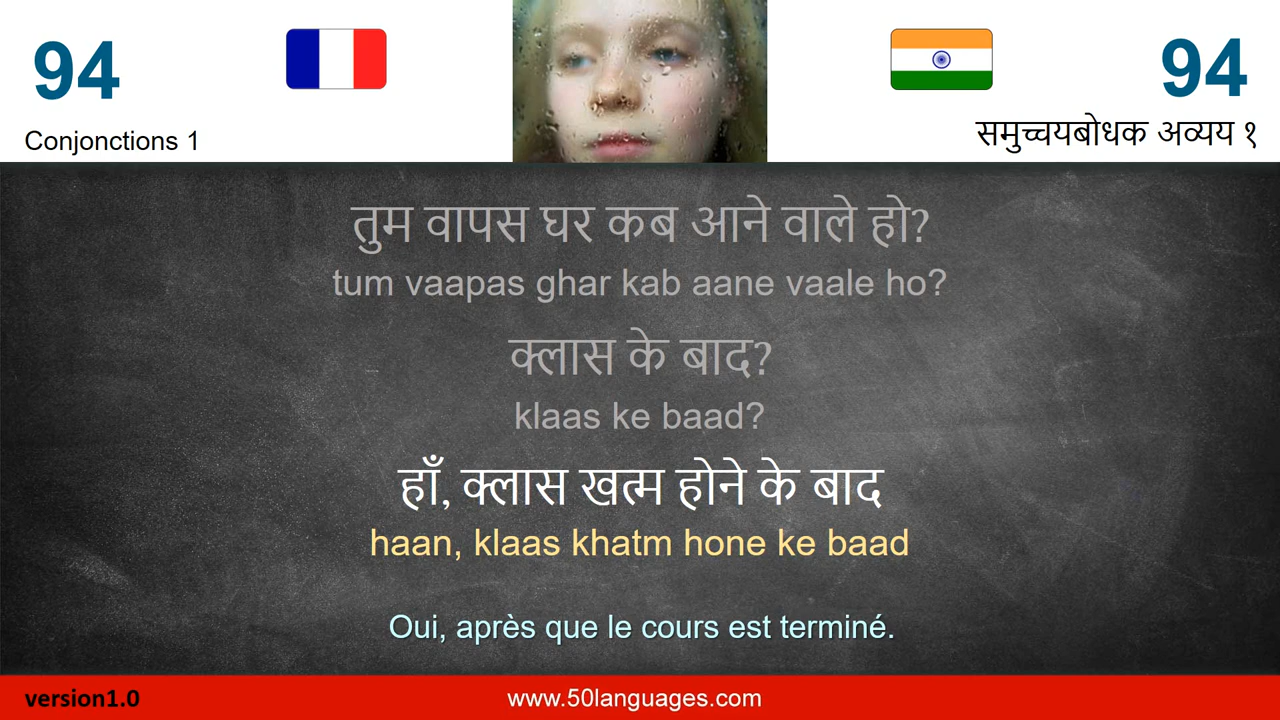 94
94
Conjonctions 1
समुच्चयबोधक अव्यय १
तुम वापस घर कब आने वाले हो?
tum vaapas ghar kab aane vaale ho?
क्लास के बाद?
klaas ke baad?
हाँ, क्लास खत्म होने के बाद
haan, klaas khatm hone ke baad
Oui, après que le cours est terminé.
version1.0
www.50languages.com